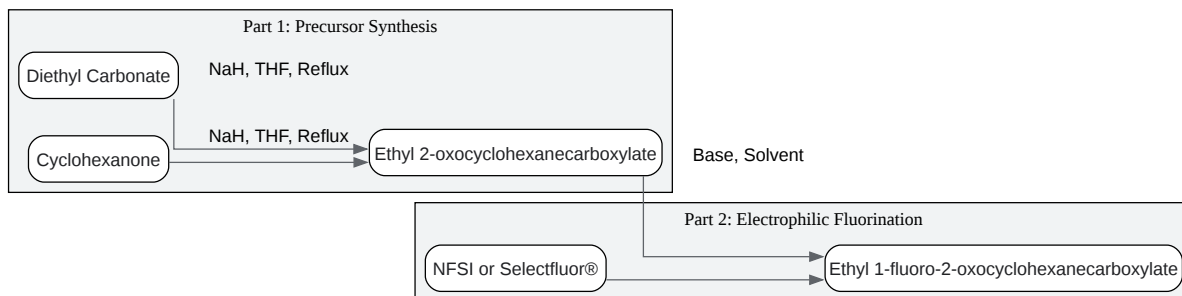 Part 1: Precursor Synthesis
Diethyl Carbonate
NaH, THF, Reflux
NaH, THF, Reflux
Cyclohexanone
Ethyl 2-oxocyclohexanecarboxylate
Base, Solvent
Part 2: Electrophilic Fluorination
NFSI or Selectfluor®
Ethyl 1-fluoro-2-oxocyclohexanecarboxylate